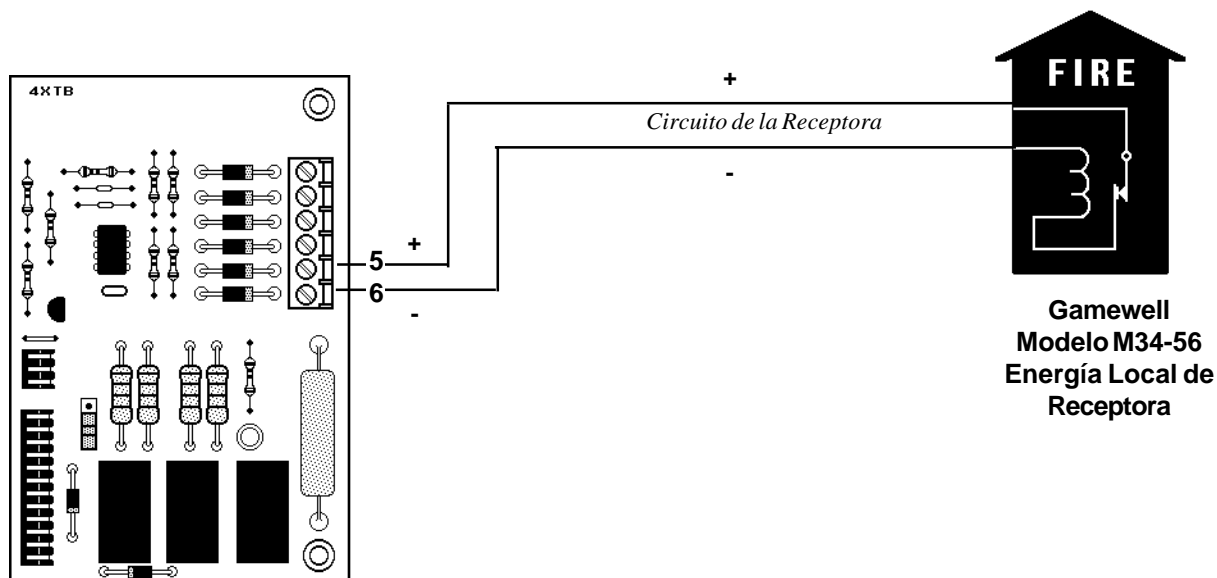 4XTB
FIRE
+
Circuito de la Receptora
-
5
+
6
-
Gamewell
Modelo M34-56
Energía Local de
Receptora